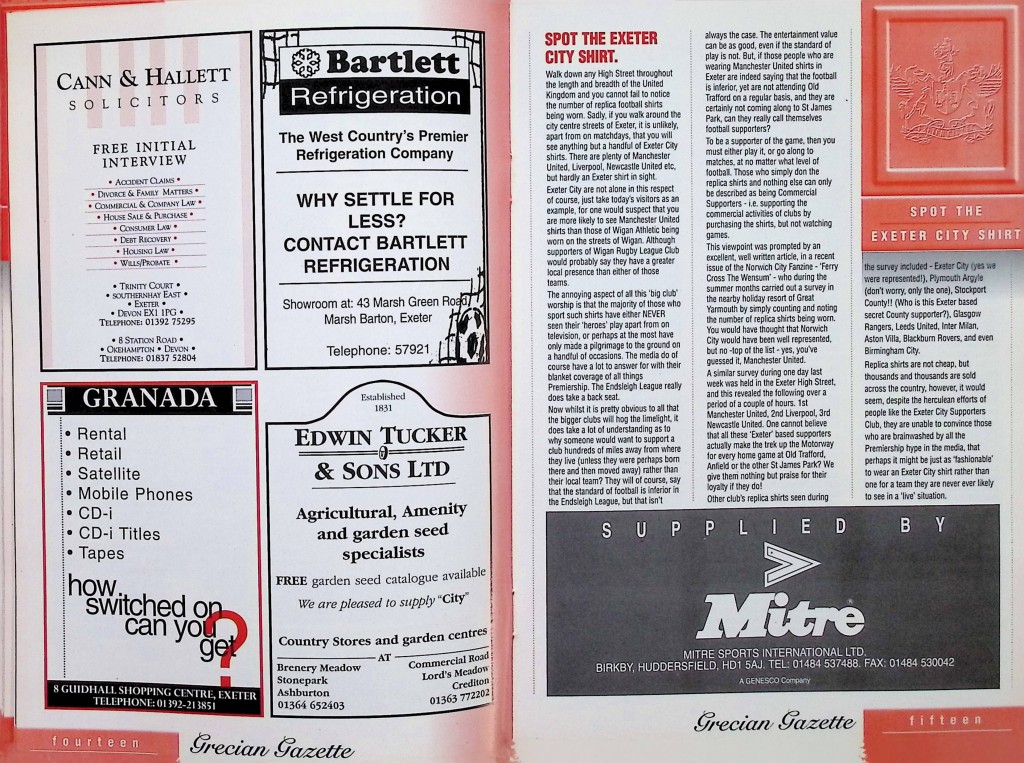 CANN & HALLETT
SOLICITORS
FREE INITIAL
INTERVIEW
• ACCIDENT CLAIMS •
• DIVORCE & FAMILY MATTERS •
• COMMERCIAL & COMPANY LAW •
• HOUSE SALE & PURCHASE •
• CONSUMER LAW •
• DEBT RECOVERY •
• HOUSING LAW •
• WILLS/PROBATE •
TRINITY COURT •
• SOUTHERNHAY EAST •
• EXETER •
• DEVON EX1 1PG •
TELEPHONE: 01392 75295
• 8 STATION ROAD •
• OKEHAMPTON • DEVON •
TELEPHONE: 01837 52804
Bartlett
Refrigeration
The West Country's Premier
Refrigeration Company
WHY SETTLE FOR
LESS?
CONTACT BARTLETT
REFRIGERATION
Showroom at: 43 Marsh Green Road,
Marsh Barton, Exeter
Telephone: 57921
GRANADA
• Rental
• Retail
• Satellite
• Mobile Phones
• CD-i
• CD-i Titles
• Tapes
how
switched on
can you
get?
8 GUIDHALL SHOPPING CENTRE, EXETER
TELEPHONE: 01392-213851
Established
1831
EDWIN TUCKER
& SONS LTD
Agricultural, Amenity
and garden seed
specialists
FREE garden seed catalogue available
We are pleased to supply "City"
Country Stores and garden centres
AT
Brenery Meadow
Stonepark
Ashburton
01364 652403
Commercial Road
Lord's Meadow
Crediton
01363 772202
fourteen
Grecian Gazette
SPOT THE EXETER
CITY SHIRT.
Walk down any High Street throughout
the length and breadth of the United
Kingdom and you cannot fail to notice
the number of replica football shirts
being worn. Sadly, if you walk around the
city centre streets of Exeter, it is unlikely,
apart from on matchdays, that you will
see anything but a handful of Exeter City
shirts. There are plenty of Manchester
United, Liverpool, Newcastle United etc,
but hardly an Exeter shirt in sight.
Exeter City are not alone in this respect
of course, just take today's visitors as an
example, for one would suspect that you
are more likely to see Manchester United
shirts than those of Wigan Athletic being
worn on the streets of Wigan. Although
supporters of Wigan Rugby League Club
would probably say they have a greater
local presence than either of those
teams.
The annoying aspect of all this 'big club'
worship is that the majority of those who
sport such shirts have either NEVER
seen their 'heroes' play apart from on
television, or perhaps at the most have
only made a pilgrimage to the ground on
a handful of occasions. The media do of
course have a lot to answer for with their
blanket coverage of all things
Premiership. The Endsleigh League really
does take a back seat.
Now whilst it is pretty obvious to all that
the bigger clubs will hog the limelight, it
does take a lot of understanding as to
why someone would want to support a
club hundreds of miles away from where
they live (unless they were perhaps born
there and then moved away) rather than
their local team? They will of course, say
that the standard of football is inferior in
the Endsleigh League, but that isn't
always the case. The entertainment value
can be as good, even if the standard of
play is not. But, if those people who are
wearing Manchester United shirts in
Exeter are indeed saying that the football
is inferior, yet are not attending Old
Trafford on a regular basis, and they are
certainly not coming along to St James
Park, can they really call themselves
football supporters?
To be a supporter of the game, then you
must either play it, or go along to
matches, at no matter what level of
football. Those who simply don the
replica shirts and nothing else can only
be described as being Commercial
Supporters - i.e. supporting the
commercial activities of clubs by
purchasing the shirts, but not watching
games.
This viewpoint was prompted by an
excellent, well written article, in a recent
issue of the Norwich City Fanzine - 'Ferry
Cross The Wensum' - who during the
summer months carried out a survey in
the nearby holiday resort of Great
Yarmouth by simply counting and noting
the number of replica shirts being worn.
You would have thought that Norwich
City would have been well represented,
but no -top of the list - yes, you've
guessed it, Manchester United.
A similar survey during one day last
week was held in the Exeter High Street,
and this revealed the following over a
period of a couple of hours. 1st
Manchester United, 2nd Liverpool, 3rd
Newcastle United. One cannot believe
that all these 'Exeter' based supporters
actually make the trek up the Motorway
for every home game at Old Trafford,
Anfield or the other St James Park? We
give them nothing but praise for their
loyalty if they do!
Other club's replica shirts seen during
SPOT THE
EXETER CITY SHIRT
the survey included - Exeter City (yes we
were represented!), Plymouth Argyle
(don't worry, only the one), Stockport
County!! (Who is this Exeter based
secret County supporter?), Glasgow
Rangers, Leeds United, Inter Milan,
Aston Villa, Blackburn Rovers, and even
Birmingham City.
Replica shirts are not cheap, but
thousands and thousands are sold
across the country, however, it would
seem, despite the herculean efforts of
people like the Exeter City Supporters
Club, they are unable to convince those
who are brainwashed by all the
Premiership hype in the media, that
perhaps it might be just as 'fashionable'
to wear an Exeter City shirt rather than
one for a team they are never ever likely
to see in a 'live' situation.
SUPPLIED BY
Mitre
MITRE SPORTS INTERNATIONAL LTD.
BIRKBY, HUDDERSFIELD, HD1 5AJ. TEL: 01484 537488. FAX: 01484 530042
A GENESCO Company
Grecian Gazette
fifteen